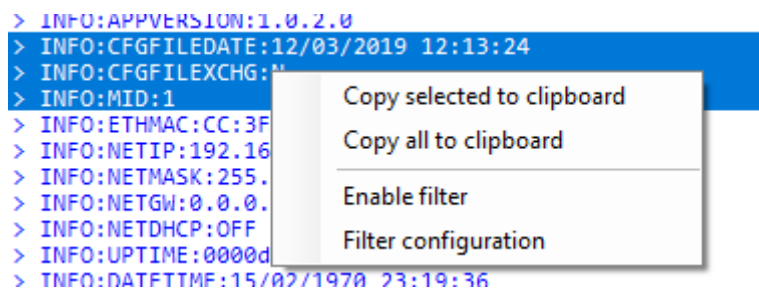 > INFO:APPVERSION:1.0.2.0
> INFO:CFGFILEDATE:12/03/2019 12:13:24
> INFO:CFGFILEXCHG:N
> INFO:MID:1
> INFO:ETHMAC:CC:3F
> INFO:NETIP:192.16
> INFO:NETMASK:255.
> INFO:NETGW:0.0.0.
> INFO:NETDHCP:OFF
> INFO:UPTIME:0000d
> INFO:DATETIME:15/02/1970 23:19:36
Copy selected to clipboard
Copy all to clipboard
Enable filter
Filter configuration